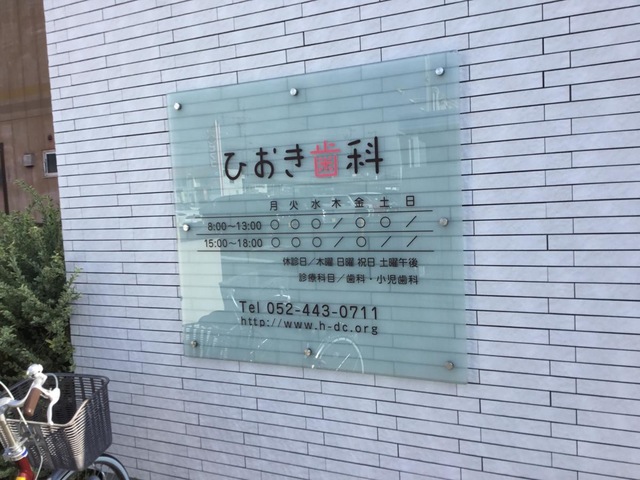 ひおき歯科
月 火 水 木 金 土 日
8:00〜13:00 ○ ○ ○ / ○ ○ /
15:00〜18:00 ○ ○ ○ / ○ / /
休診日/木曜 日曜 祝日 土曜午後
診療科目/歯科・小児歯科
Tel 052-443-0711
http://www.h-dc.org